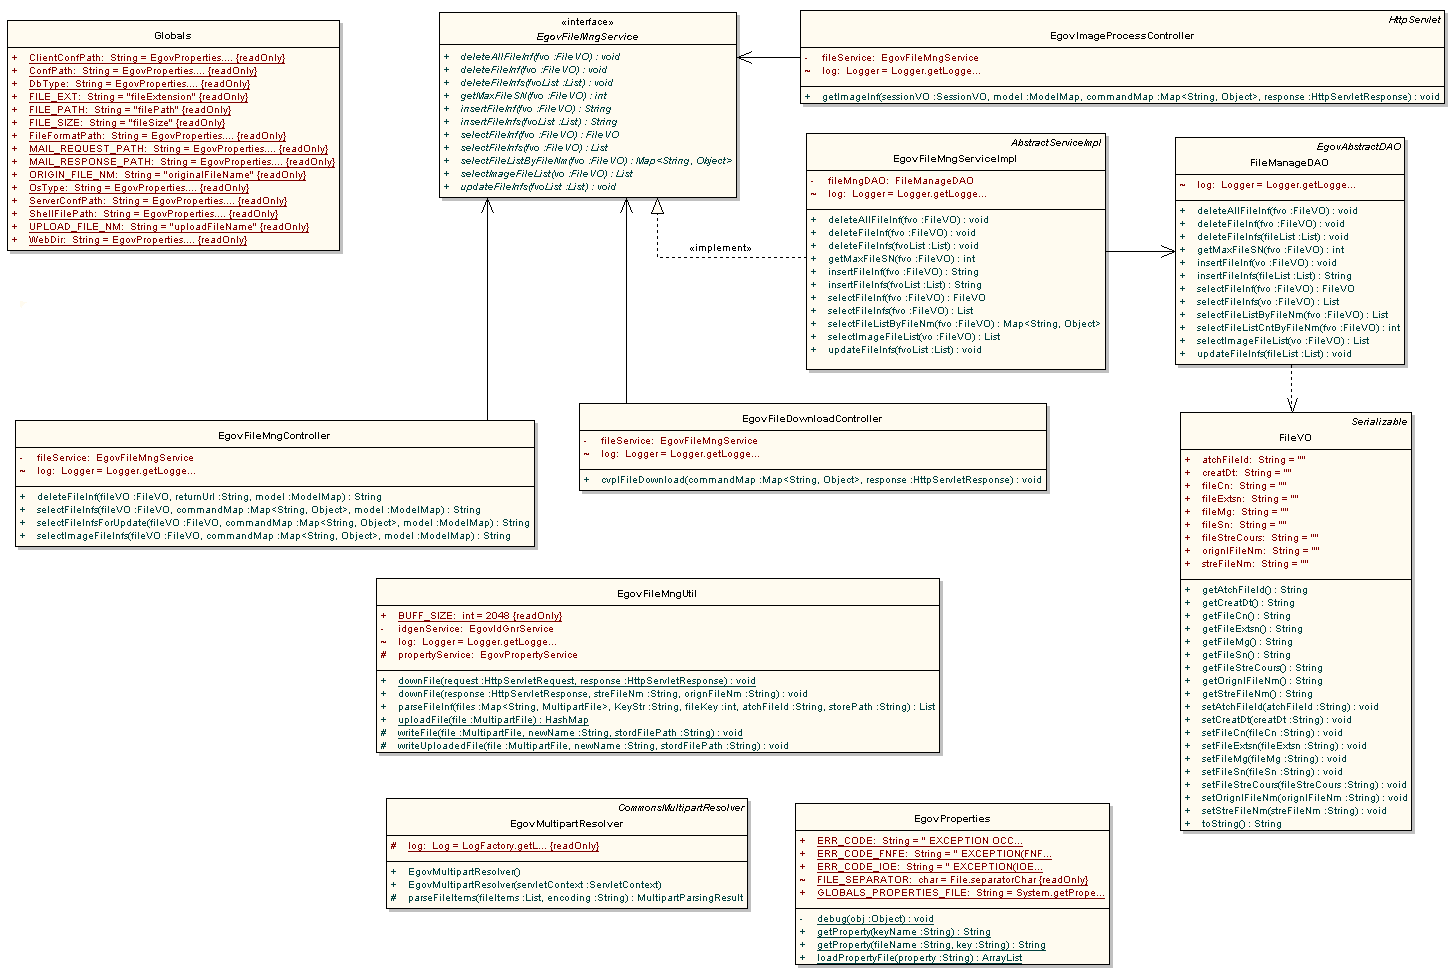 Globals
+ ClientConfPath: String = EgovProperties.... {readOnly}
+ ConfPath: String = EgovProperties.... {readOnly}
+ DbType: String = EgovProperties.... {readOnly}
+ FILE_EXT: String = "fileExtension" {readOnly}
+ FILE_PATH: String = "filePath" {readOnly}
+ FILE_SIZE: String = "fileSize" {readOnly}
+ FileFormatPath: String = EgovProperties.... {readOnly}
+ MAIL_REQUEST_PATH: String = EgovProperties.... {readOnly}
+ MAIL_RESPONSE_PATH: String = EgovProperties.... {readOnly}
+ ORIGIN_FILE_NM: String = "originalFileName" {readOnly}
+ OsType: String = EgovProperties.... {readOnly}
+ ServerConfPath: String = EgovProperties.... {readOnly}
+ ShellFilePath: String = EgovProperties.... {readOnly}
+ UPLOAD_FILE_NM: String = "uploadFileName" {readOnly}
+ WebDir: String = EgovProperties.... {readOnly}
«interface»
EgovFileMngService
+ deleteAllFileInf(fvo :FileVO) : void
+ deleteFileInf(fvo :FileVO) : void
+ deleteFileInfs(fvoList :List) : void
+ getMaxFileSN(fvo :FileVO) : int
+ insertFileInf(fvo :FileVO) : String
+ insertFileInfs(fvoList :List) : String
+ selectFileInf(fvo :FileVO) : FileVO
+ selectFileInfs(fvo :FileVO) : List
+ selectFileListByFileNm(fvo :FileVO) : Map<String, Object>
+ selectImageFileList(vo :FileVO) : List
+ updateFileInfs(fvoList :List) : void
HttpServlet
EgovImageProcessController
- fileService: EgovFileMngService
~ log: Logger = Logger.getLogge...
+ getImageInf(sessionVO :SessionVO, model :ModelMap, commandMap :Map<String, Object>, response :HttpServletResponse) : void
AbstractServiceImpl
EgovFileMngServiceImpl
- fileMngDAO: FileManageDAO
~ log: Logger = Logger.getLogge...
+ deleteAllFileInf(fvo :FileVO) : void
+ deleteFileInf(fvo :FileVO) : void
+ deleteFileInfs(fvoList :List) : void
+ getMaxFileSN(fvo :FileVO) : int
+ insertFileInf(fvo :FileVO) : String
+ insertFileInfs(fvoList :List) : String
+ selectFileInf(fvo :FileVO) : FileVO
+ selectFileInfs(fvo :FileVO) : List
+ selectFileListByFileNm(fvo :FileVO) : Map<String, Object>
+ selectImageFileList(vo :FileVO) : List
+ updateFileInfs(fvoList :List) : void
EgovAbstractDAO
FileManageDAO
~ log: Logger = Logger.getLogge...
+ deleteAllFileInf(fvo :FileVO) : void
+ deleteFileInf(fvo :FileVO) : void
+ deleteFileInfs(fileList :List) : void
+ getMaxFileSN(fvo :FileVO) : int
+ insertFileInf(vo :FileVO) : void
+ insertFileInfs(fileList :List) : String
+ selectFileInf(fvo :FileVO) : FileVO
+ selectFileInfs(vo :FileVO) : List
+ selectFileListByFileNm(fvo :FileVO) : List
+ selectFileListCntByFileNm(fvo :FileVO) : int
+ selectImageFileList(vo :FileVO) : List
+ updateFileInfs(fileList :List) : void
«implement»
EgovFileMngController
- fileService: EgovFileMngService
~ log: Logger = Logger.getLogge...
+ deleteFileInf(fileVO :FileVO, returnUrl :String, model :ModelMap) : String
+ selectFileInfs(fileVO :FileVO, commandMap :Map<String, Object>, model :ModelMap) : String
+ selectFileInfsForUpdate(fileVO :FileVO, commandMap :Map<String, Object>, model :ModelMap) : String
+ selectImageFileInfs(fileVO :FileVO, commandMap :Map<String, Object>, model :ModelMap) : String
EgovFileDownloadController
- fileService: EgovFileMngService
~ log: Logger = Logger.getLogge...
+ cvplFileDownload(commandMap :Map<String, Object>, response :HttpServletResponse) : void
Serializable
FileVO
+ atchFileId: String = ""
+ creatDt: String = ""
+ fileCn: String = ""
+ fileExtsn: String = ""
+ fileMg: String = ""
+ fileSn: String = ""
+ fileStreCours: String = ""
+ orignlFileNm: String = ""
+ streFileNm: String = ""
+ getAtchFileId() : String
+ getCreatDt() : String
+ getFileCn() : String
+ getFileExtsn() : String
+ getFileMg() : String
+ getFileSn() : String
+ getFileStreCours() : String
+ getOrignlFileNm() : String
+ getStreFileNm() : String
+ setAtchFileId(atchFileId :String) : void
+ setCreatDt(creatDt :String) : void
+ setFileCn(fileCn :String) : void
+ setFileExtsn(fileExtsn :String) : void
+ setFileMg(fileMg :String) : void
+ setFileSn(fileSn :String) : void
+ setFileStreCours(fileStreCours :String) : void
+ setOrignlFileNm(orignlFileNm :String) : void
+ setStreFileNm(streFileNm :String) : void
+ toString() : String
EgovFileMngUtil
+ BUFF_SIZE: int = 2048 {readOnly}
- idgenService: EgovIdGnrService
~ log: Logger = Logger.getLogge...
# propertyService: EgovPropertyService
+ downFile(request :HttpServletRequest, response :HttpServletResponse) : void
+ downFile(response :HttpServletResponse, streFileNm :String, orignFileNm :String) : void
+ parseFileInf(files :Map<String, MultipartFile>, KeyStr :String, fileKey :int, atchFileId :String, storePath :String) : List
+ uploadFile(file :MultipartFile) : HashMap
# writeFile(file :MultipartFile, newName :String, stordFilePath :String) : void
# writeUploadedFile(file :MultipartFile, newName :String, stordFilePath :String) : void
CommonsMultipartResolver
EgovMultipartResolver
# log: Log = LogFactory.getL... {readOnly}
+ EgovMultipartResolver()
+ EgovMultipartResolver(servletContext :ServletContext)
# parseFileItems(fileItems :List, encoding :String) : MultipartParsingResult
EgovProperties
+ ERR_CODE: String = " EXCEPTION OCC...
+ ERR_CODE_FNFE: String = " EXCEPTION(FNF...
+ ERR_CODE_IOE: String = " EXCEPTION(IOE...
~ FILE_SEPARATOR: char = File.separatorChar {readOnly}
+ GLOBALS_PROPERTIES_FILE: String = System.getPrope...
- debug(obj :Object) : void
+ getProperty(keyName :String) : String
+ getProperty(fileName :String, key :String) : String
+ loadPropertyFile(property :String) : ArrayList